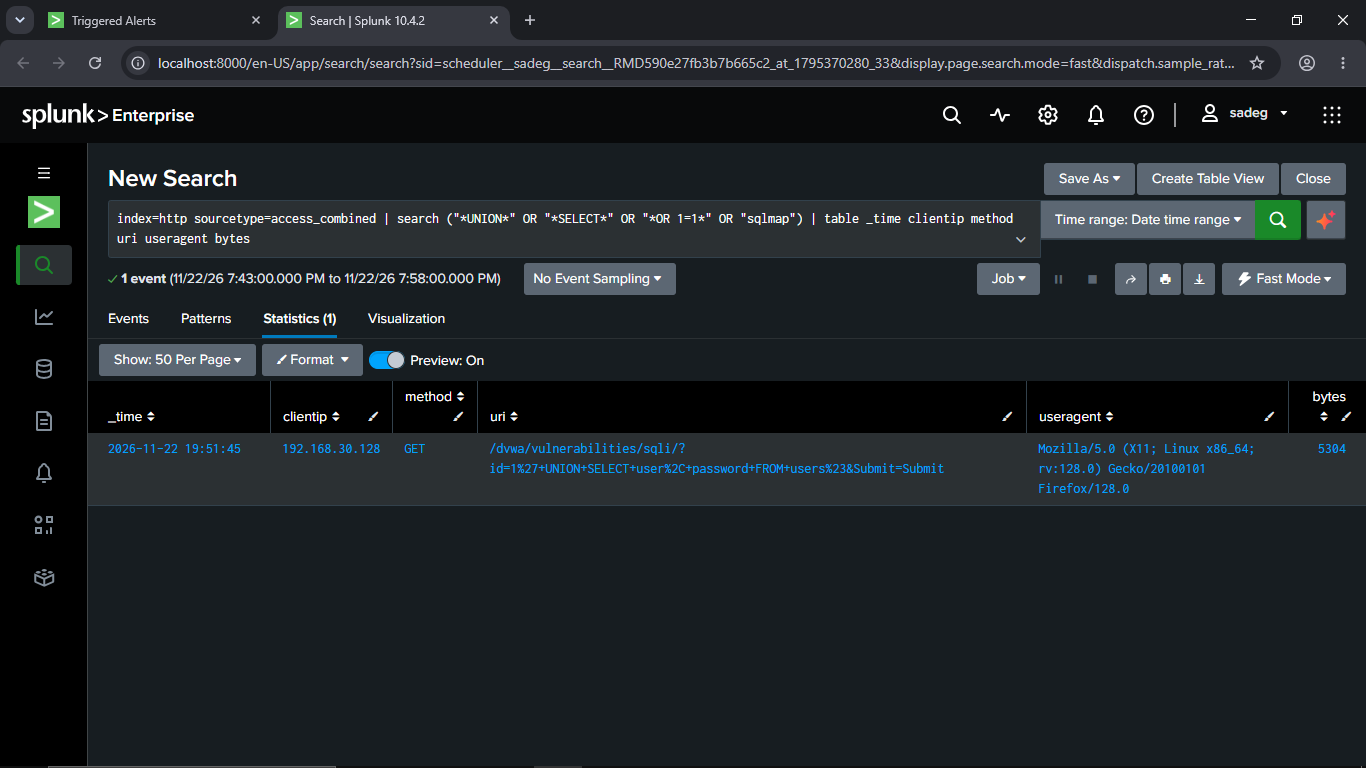 Triggered Alerts
Search | Splunk 10.4.2
localhost:8000/en-US/app/search/search?sid=scheduler__sadeg__search__RMD590e27fb3b7b665c2_at_1795370280_33&display.page.search.mode=fast&dispatch.sample_rat...
splunk>Enterprise
sadeg
New Search
Save As
Create Table View
Close
index=http sourcetype=access_combined | search ("*UNION*" OR "*SELECT*" OR "*OR 1=1*" OR "sqlmap") | table _time clientip method
uri useragent bytes
Time range: Date time range
1 event (11/22/26 7:43:00.000 PM to 11/22/26 7:58:00.000 PM)
No Event Sampling
Job
Fast Mode
Events
Patterns
Statistics (1)
Visualization
Show: 50 Per Page
Format
Preview: On
_time
clientip
method
uri
useragent
bytes
2026-11-22 19:51:45
192.168.30.128
GET
/dvwa/vulnerabilities/sqli/?
id=1%27+UNION+SELECT+user%2C+password+FROM+users%23&Submit=Submit
Mozilla/5.0 (X11; Linux x86_64;
rv:128.0) Gecko/20100101
Firefox/128.0
5304